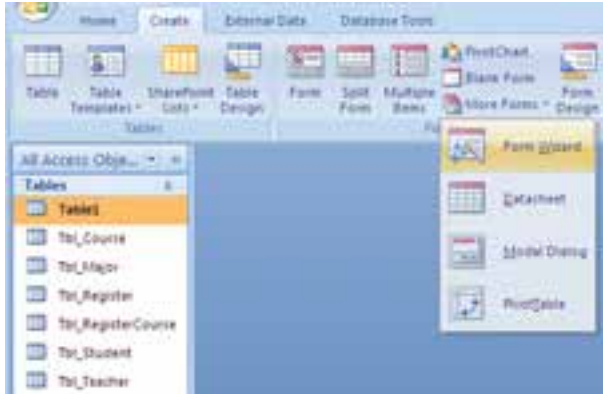 Home Create External Data Database Tools
Table Table Templates SharePoint Lists Table Design Form Split Form Multiple Items PivotChart Blank Form More Forms Form Design
Tables Fo
All Access Obje...
Tables
Table1
Tbl_Course
Tbl_Major
Tbl_Register
Tbl_RegisterCourse
Tbl_Student
Tbl_Teacher
Form Wizard
Datasheet
Modal Dialog
PivotTable